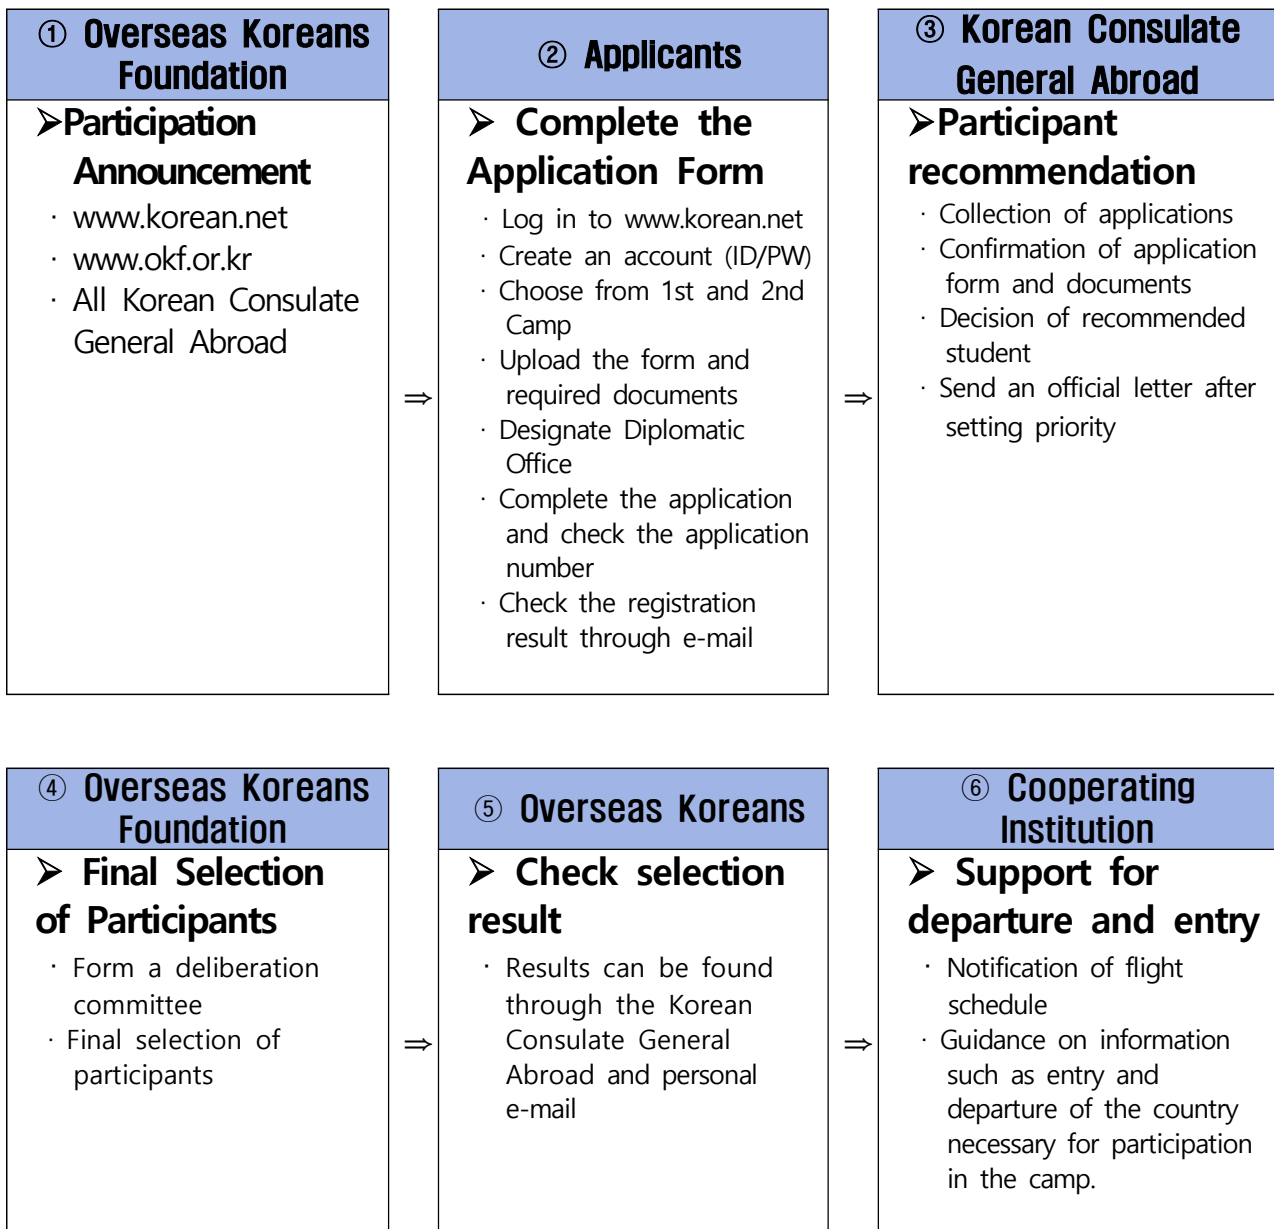 ① Overseas Koreans
Foundation
➢Participation
Announcement
· www.korean.net
· www.okf.or.kr
· All Korean Consulate
General Abroad
⇒
② Applicants
➢ Complete the
Application Form
· Log in to www.korean.net
· Create an account (ID/PW)
· Choose from 1st and 2nd
Camp
· Upload the form and
required documents
· Designate Diplomatic
Office
· Complete the application
and check the application
number
· Check the registration
result through e-mail
⇒
③ Korean Consulate
General Abroad
➢Participant
recommendation
· Collection of applications
· Confirmation of application
form and documents
· Decision of recommended
student
· Send an official letter after
setting priority
④ Overseas Koreans
Foundation
➢ Final Selection
of Participants
· Form a deliberation
committee
· Final selection of
participants
⇒
⑤ Overseas Koreans
➢ Check selection
result
· Results can be found
through the Korean
Consulate General
Abroad and personal
e-mail
⇒
⑥ Cooperating
Institution
➢ Support for
departure and entry
· Notification of flight
schedule
· Guidance on information
such as entry and
departure of the country
necessary for participation
in the camp.